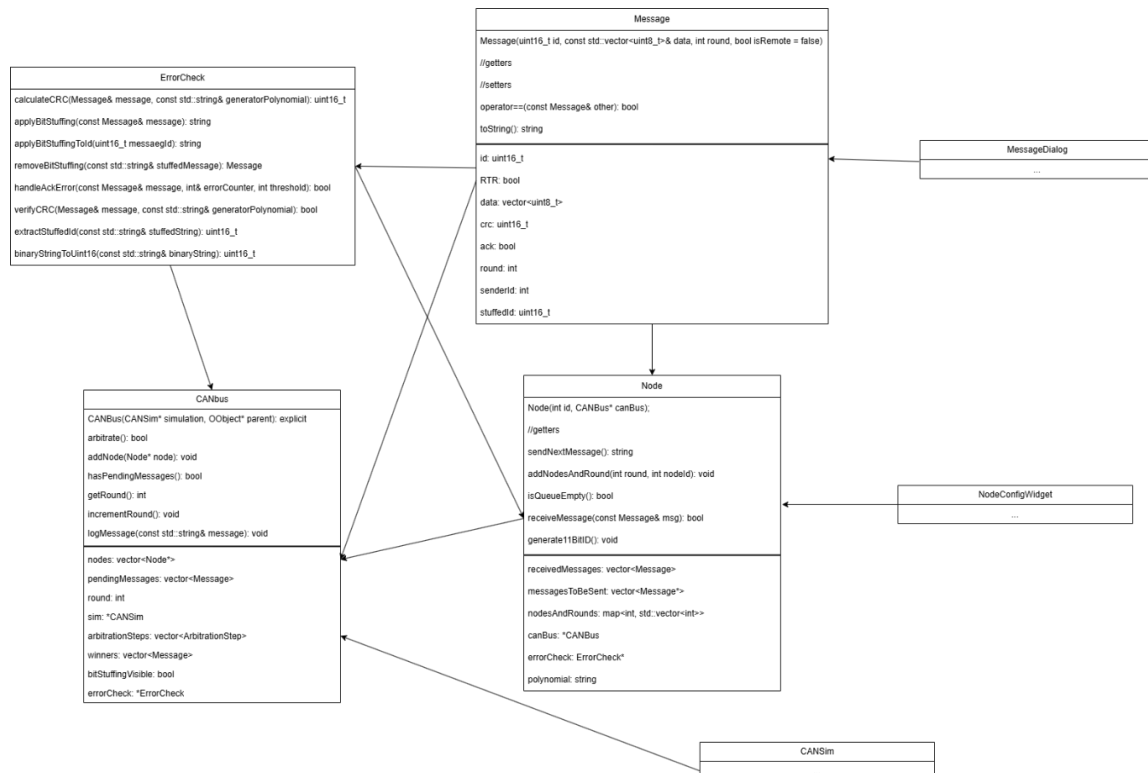 Message
Message(uint16_t id, const std::vector<uint8_t>& data, int round, bool isRemote = false)
//getters
//setters
operator==(const Message& other): bool
toString(): string
id: uint16_t
RTR: bool
data: vector<uint8_t>
crc: uint16_t
ack: bool
round: int
senderId: int
stuffedId: uint16_t
ErrorCheck
calculateCRC(Message& message, const std::string& generatorPolynomial): uint16_t
applyBitStuffing(const Message& message): string
applyBitStuffingToId(uint16_t messaegId): string
removeBitStuffing(const std::string& stuffedMessage): Message
handleAckError(const Message& message, int& errorCounter, int threshold): bool
verifyCRC(Message& message, const std::string& generatorPolynomial): bool
extractStuffedId(const std::string& stuffedString): uint16_t
binaryStringToUint16(const std::string& binaryString): uint16_t
MessageDialog
...
CANbus
CANBus(CANSim* simulation, OObject* parent): explicit
arbitrate(): bool
addNode(Node* node): void
hasPendingMessages(): bool
getRound(): int
incrementRound(): void
logMessage(const std::string& message): void
nodes: vector<Node*>
pendingMessages: vector<Message>
round: int
sim: *CANSim
arbitrationSteps: vector<ArbitrationStep>
winners: vector<Message>
bitStuffingVisible: bool
errorCheck: *ErrorCheck
Node
Node(int id, CANBus* canBus);
//getters
sendNextMessage(): string
addNodesAndRound(int round, int nodeId): void
isQueueEmpty(): bool
receiveMessage(const Message& msg): bool
generate11BitID(): void
receivedMessages: vector<Message>
messagesToBeSent: vector<Message*>
nodesAndRounds: map<int, std::vector<int>>
canBus: *CANBus
errorCheck: ErrorCheck*
polynomial: string
NodeConfigWidget
...
CANSim